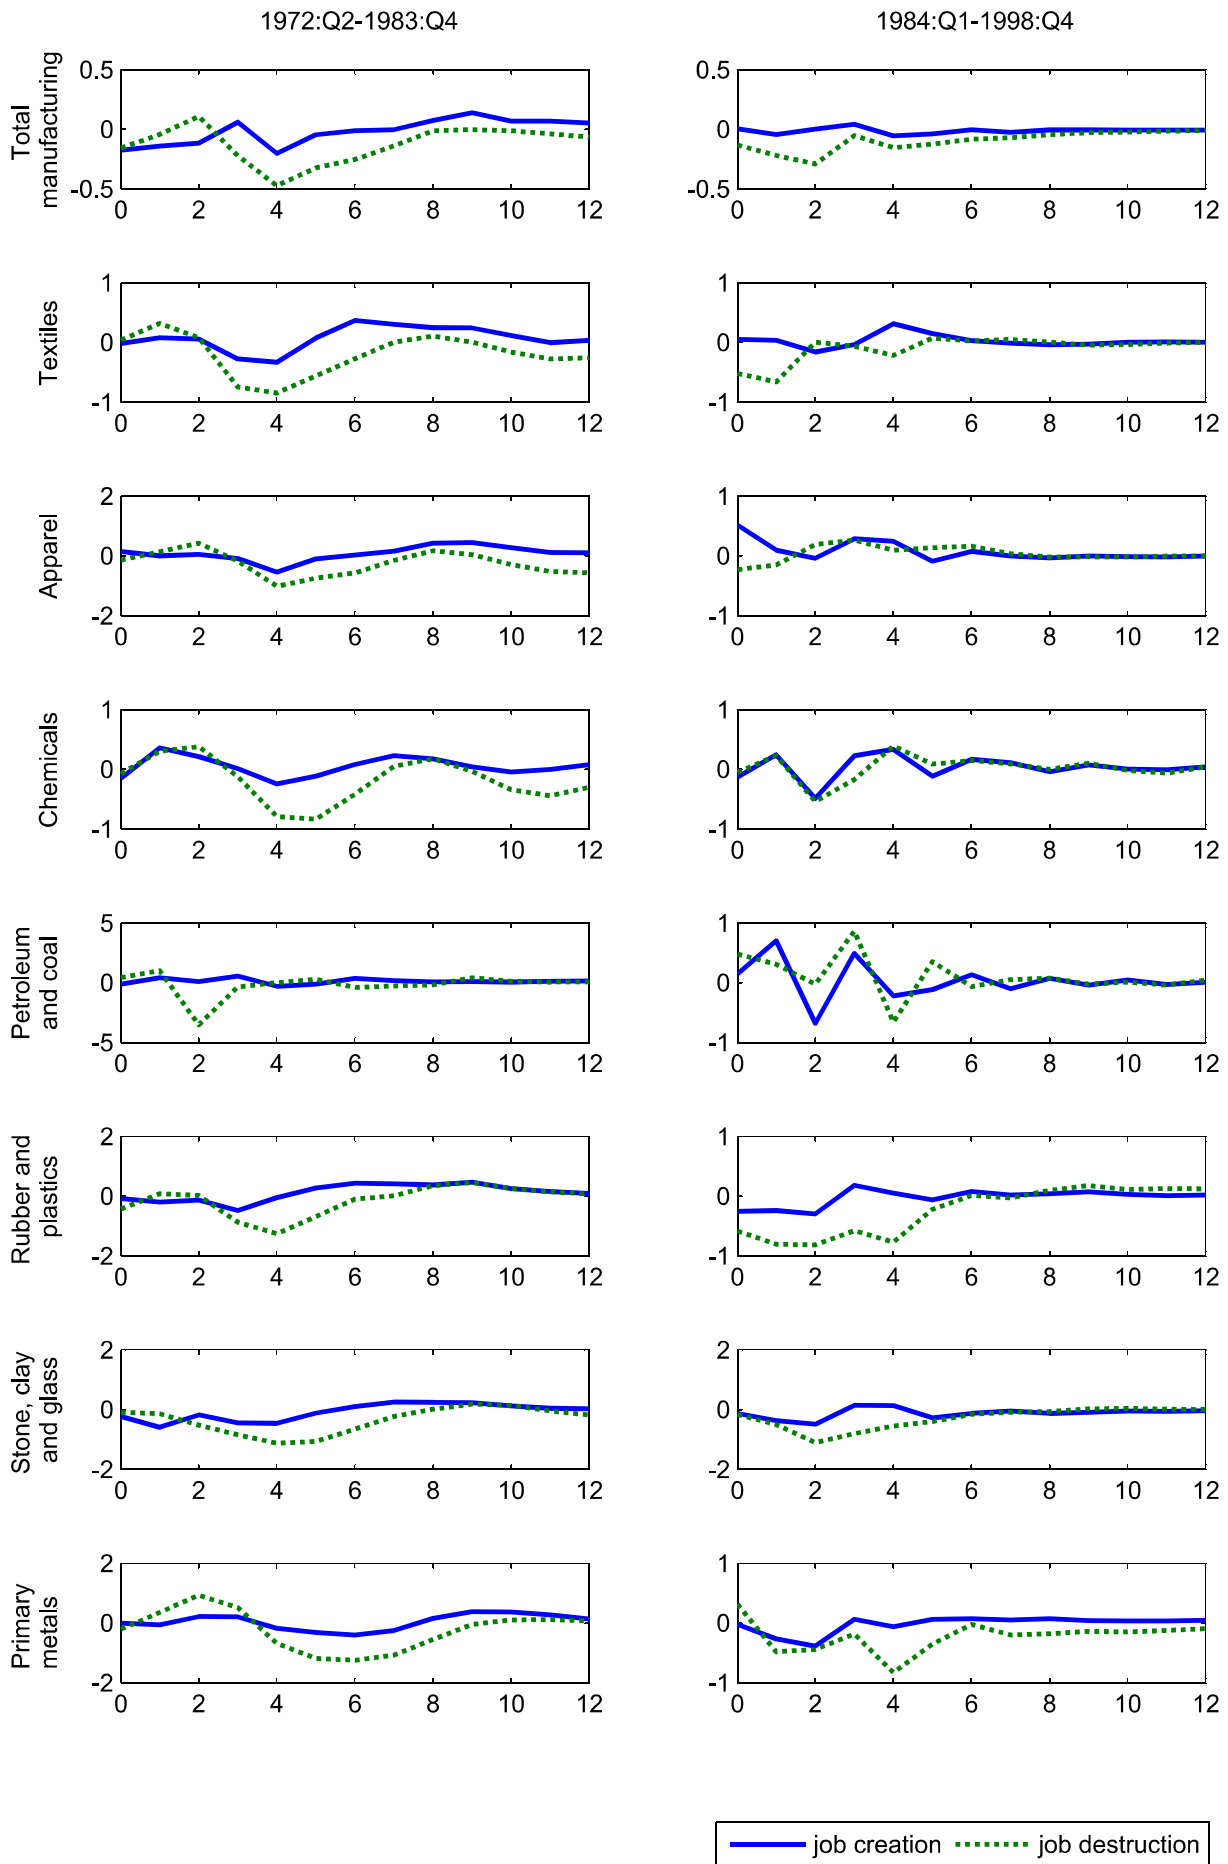 1972:Q2-1983:Q4
1984:Q1-1998:Q4
Total
manufacturing
0.5
0
-0.5
0 2 4 6 8 10 12
0.5
0
-0.5
0 2 4 6 8 10 12
Textiles
1
0
-1
0 2 4 6 8 10 12
1
0
-1
0 2 4 6 8 10 12
Apparel
2
0
-2
0 2 4 6 8 10 12
1
0
-1
0 2 4 6 8 10 12
Chemicals
1
0
-1
0 2 4 6 8 10 12
1
0
-1
0 2 4 6 8 10 12
Petroleum
and coal
5
0
-5
0 2 4 6 8 10 12
1
0
-1
0 2 4 6 8 10 12
Rubber and
plastics
2
0
-2
0 2 4 6 8 10 12
1
0
-1
0 2 4 6 8 10 12
Stone, clay
and glass
2
0
-2
0 2 4 6 8 10 12
2
0
-2
0 2 4 6 8 10 12
Primary
metals
2
0
-2
0 2 4 6 8 10 12
1
0
-1
0 2 4 6 8 10 12
job creation job destruction